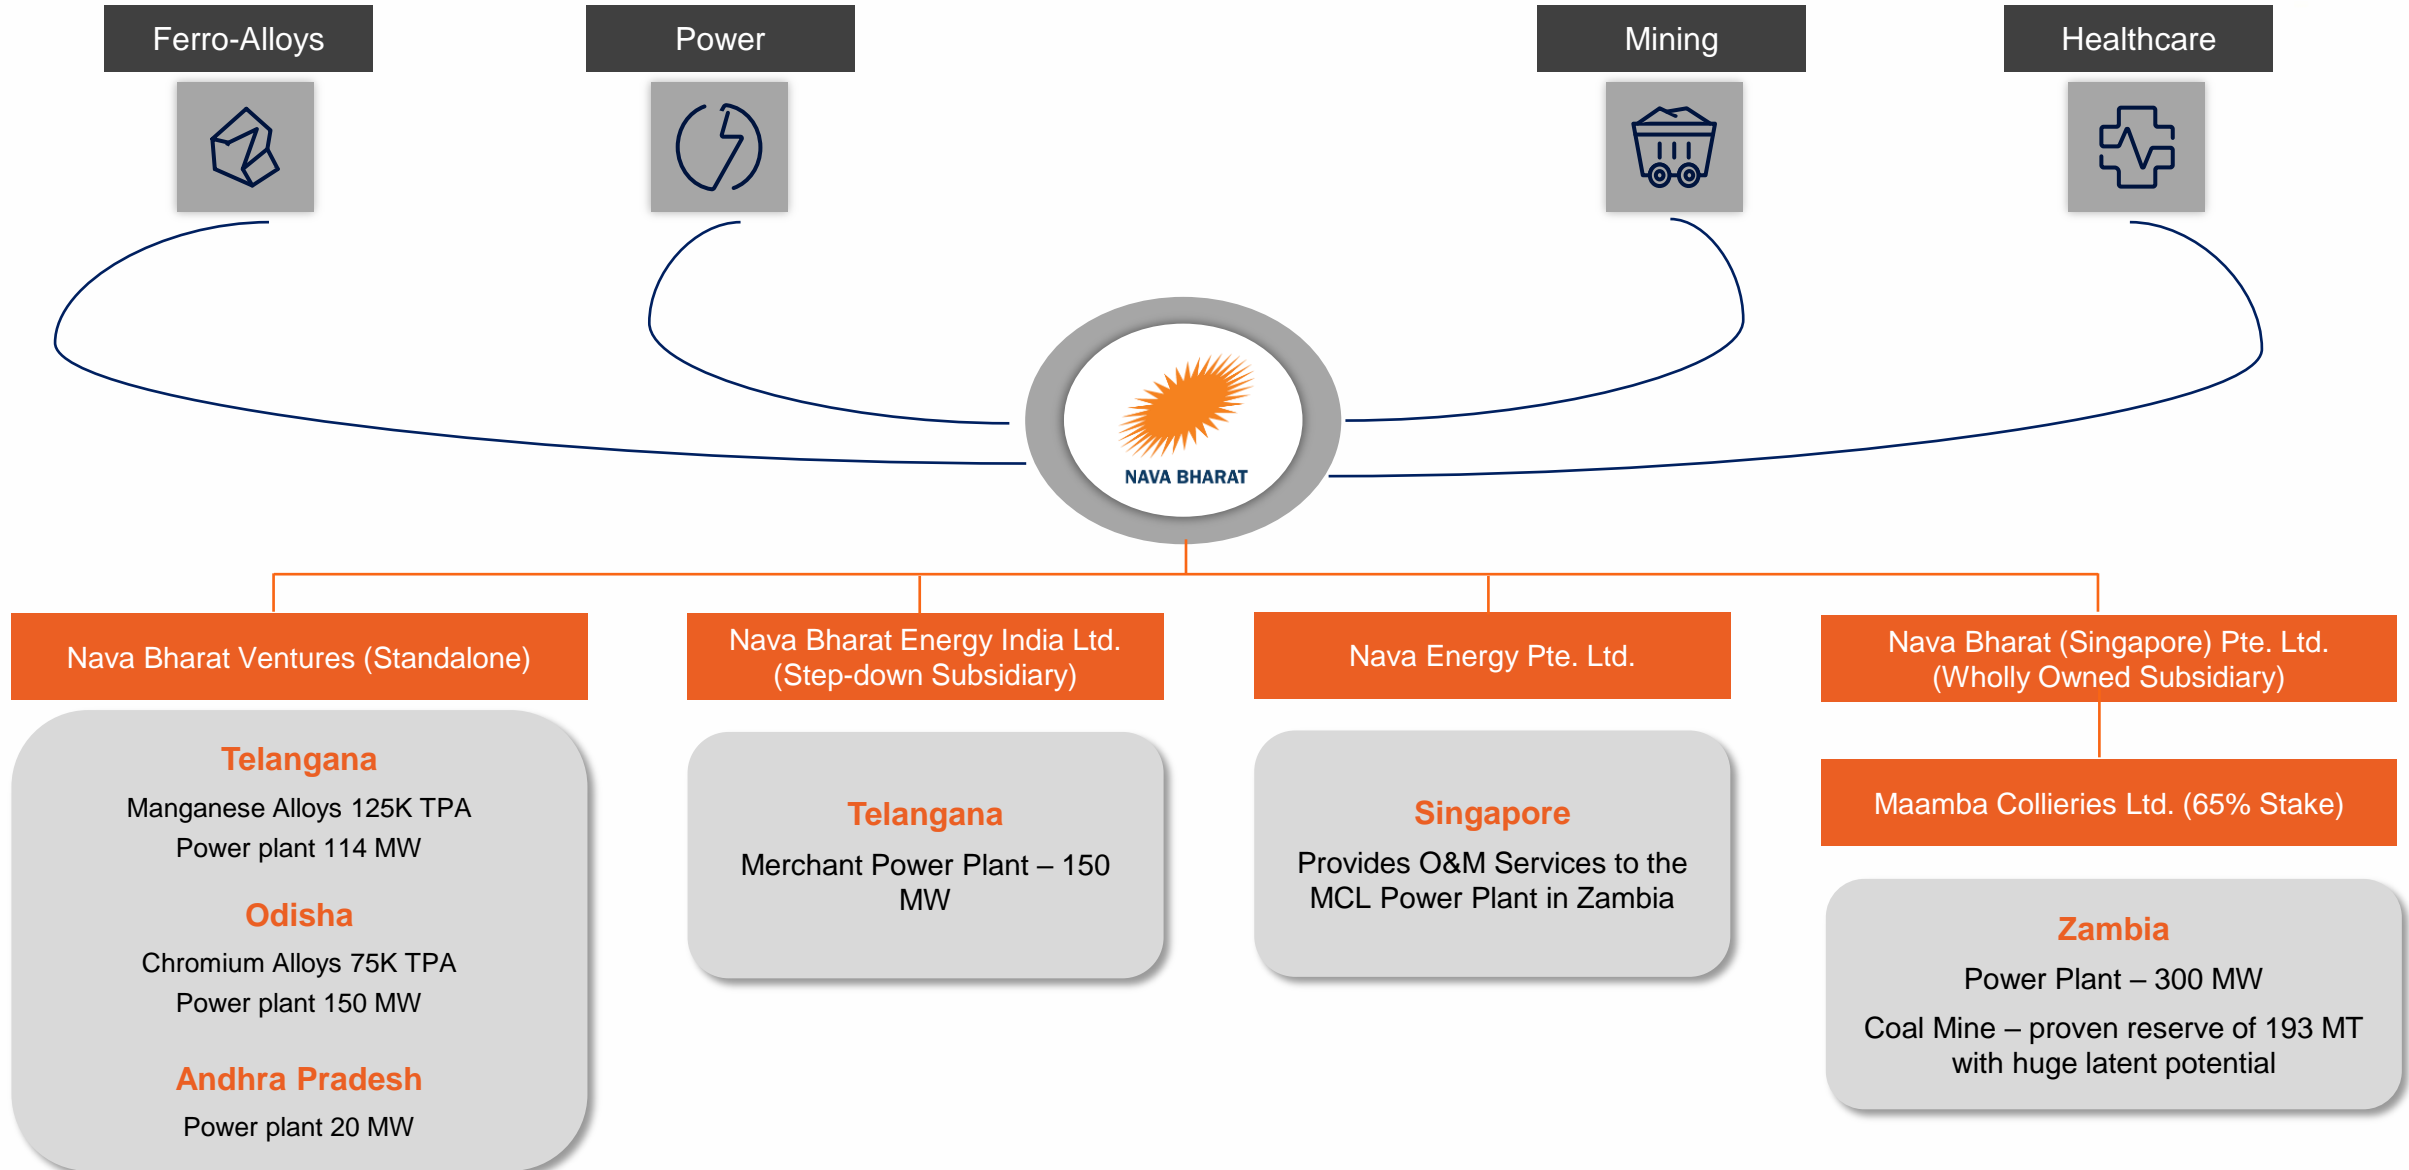 Ferro-Alloys
Power
Mining
Healthcare
NAVA BHARAT
Nava Bharat Ventures (Standalone)
Telangana
Manganese Alloys 125K TPA
Power plant 114 MW
Odisha
Chromium Alloys 75K TPA
Power plant 150 MW
Andhra Pradesh
Power plant 20 MW
Nava Bharat Energy India Ltd.
(Step-down Subsidiary)
Telangana
Merchant Power Plant – 150
MW
Nava Energy Pte. Ltd.
Singapore
Provides O&M Services to the
MCL Power Plant in Zambia
Nava Bharat (Singapore) Pte. Ltd.
(Wholly Owned Subsidiary)
Maamba Collieries Ltd. (65% Stake)
Zambia
Power Plant – 300 MW
Coal Mine – proven reserve of 193 MT
with huge latent potential